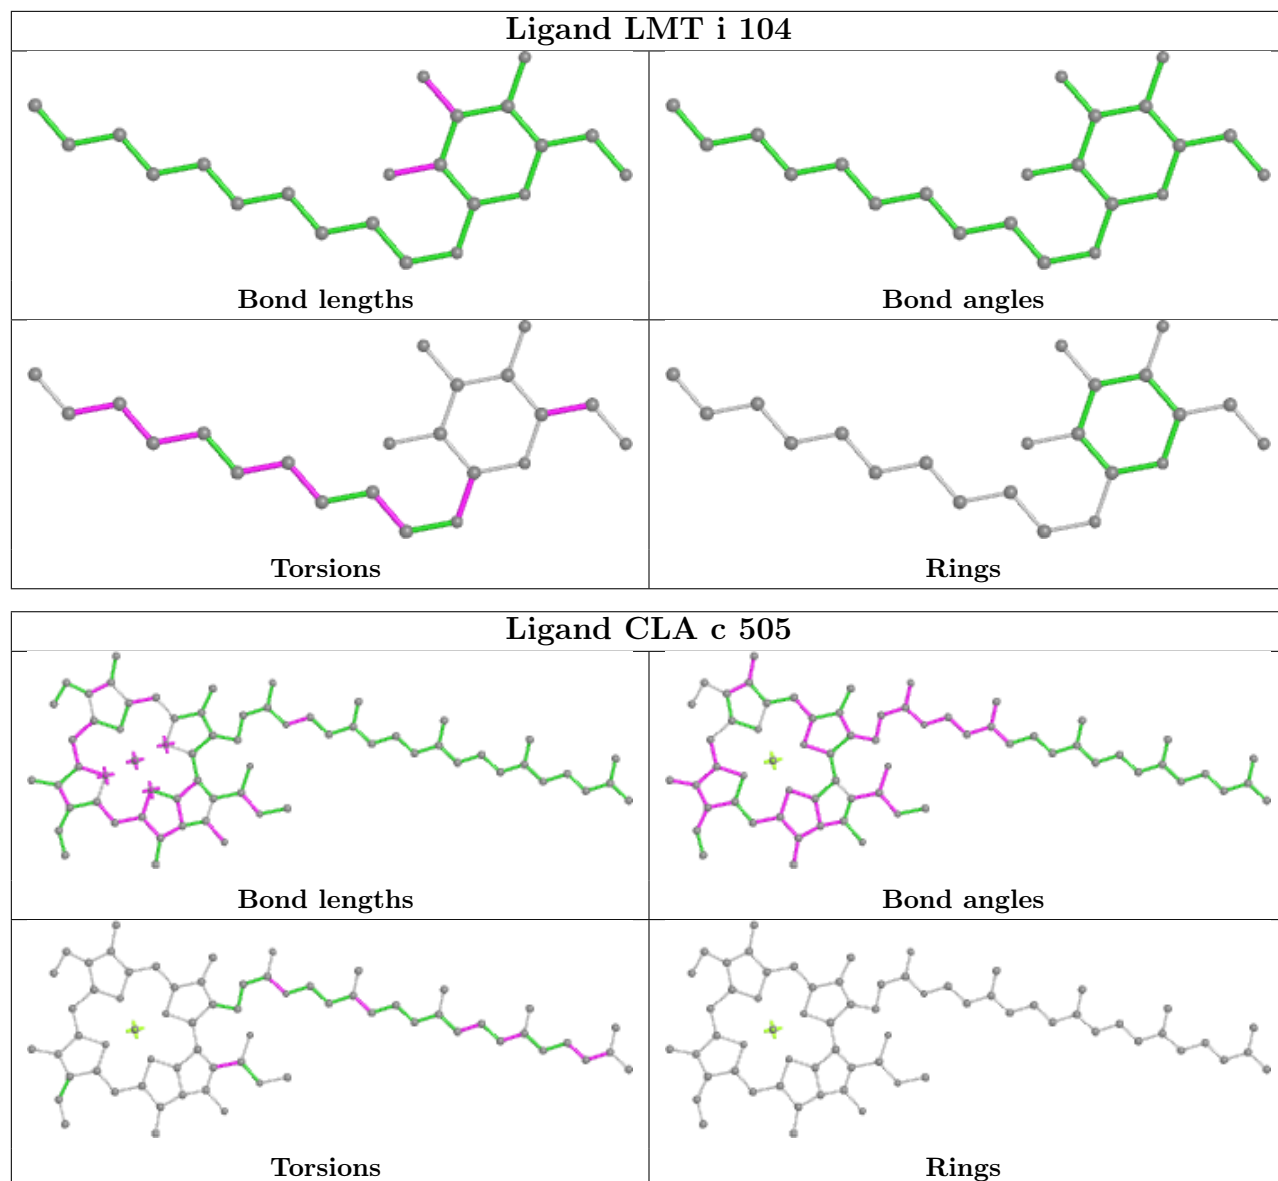 Ligand LMT i 104
Bond lengths
Bond angles
Torsions
Rings
Ligand CLA c 505
Bond lengths
Bond angles
Torsions
Rings